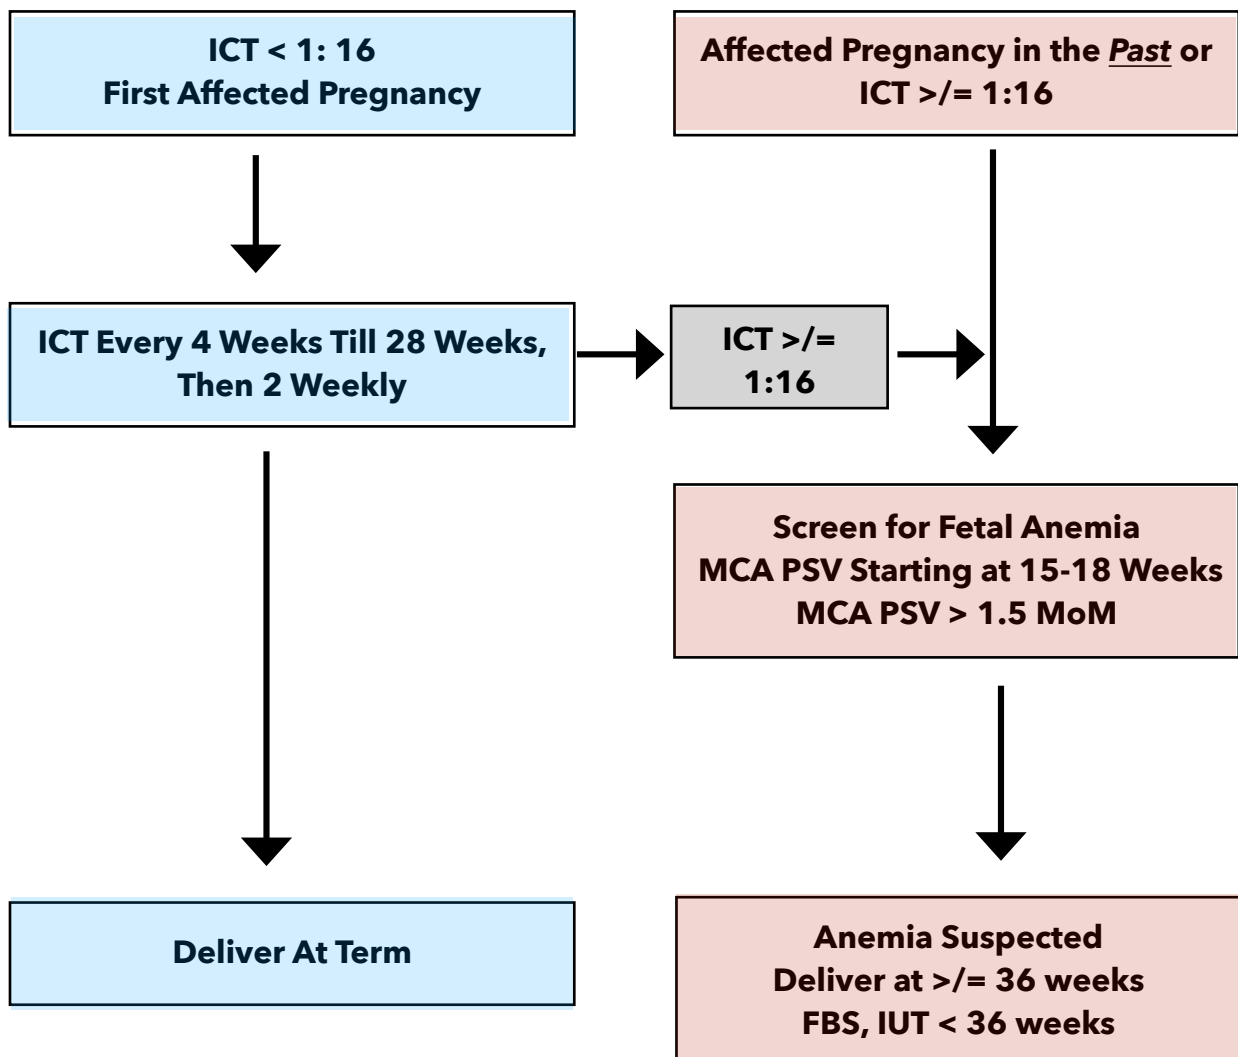 ICT < 1: 16
First Affected Pregnancy
Affected Pregnancy in the Past or
ICT >/= 1:16
ICT Every 4 Weeks Till 28 Weeks,
Then 2 Weekly
ICT >/=
1:16
Screen for Fetal Anemia
MCA PSV Starting at 15-18 Weeks
MCA PSV > 1.5 MoM
Deliver At Term
Anemia Suspected
Deliver at >/= 36 weeks
FBS, IUT < 36 weeks